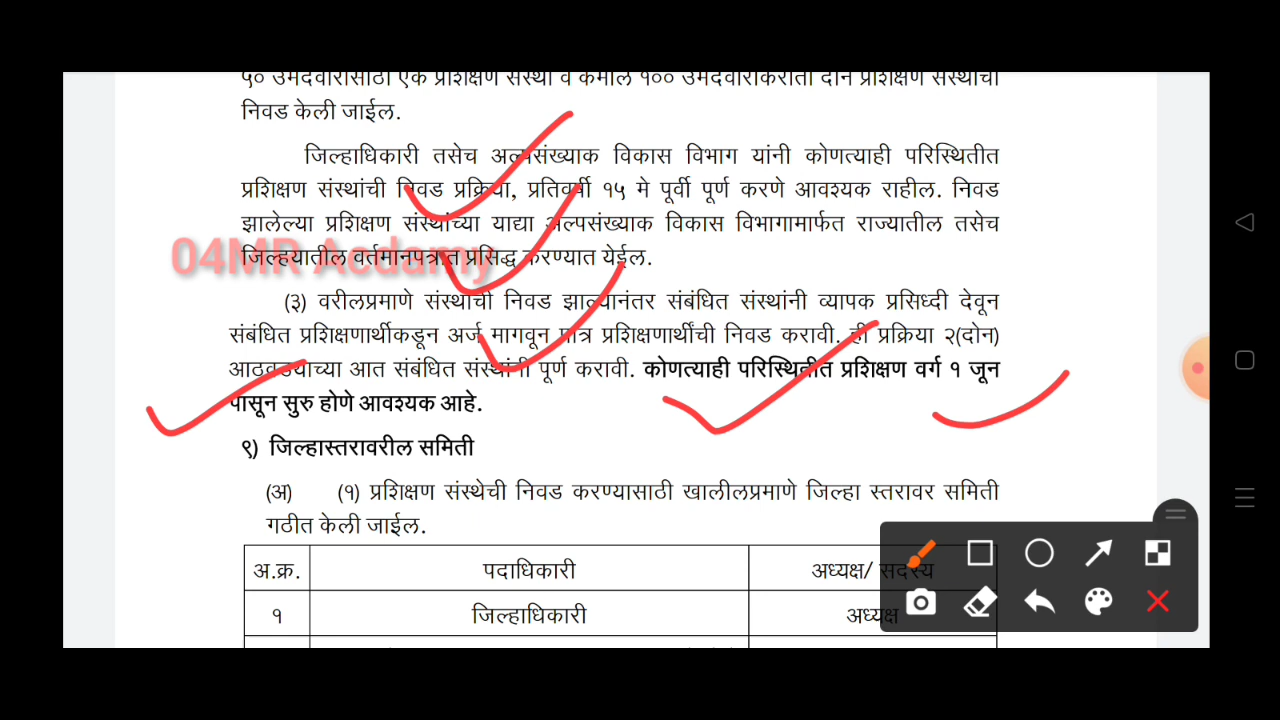 ५० उमेदवारांसाठी एक प्रशिक्षण संस्था व कमाल १०० उमेदवारांकरीता दोन प्रशिक्षण संस्थांची
निवड केली जाईल.
जिल्हाधिकारी तसेच अल्पसंख्याक विकास विभाग यांनी कोणत्याही परिस्थितीत
प्रशिक्षण संस्थांची निवड प्रक्रिया, प्रतिवर्षी १५ मे पूर्वी पूर्ण करणे आवश्यक राहील. निवड
झालेल्या प्रशिक्षण संस्थांच्या याद्या अल्पसंख्याक विकास विभागामार्फत राज्यातील तसेच
जिल्हयातील वर्तमानपत्रात प्रसिद्ध करण्यात येईल.
04MR Acdamy
(३) वरीलप्रमाणे संस्थांची निवड झाल्यानंतर संबंधित संस्थांनी व्यापक प्रसिध्दी देवून
संबंधित प्रशिक्षणार्थीकडून अर्ज मागवून पात्र प्रशिक्षणार्थींची निवड करावी. ही प्रक्रिया २(दोन)
आठवडयाच्या आत संबंधित संस्थांनी पूर्ण करावी. कोणत्याही परिस्थितीत प्रशिक्षण वर्ग १ जून
पासून सुरु होणे आवश्यक आहे.
९) जिल्हास्तरावरील समिती
(अ) (१) प्रशिक्षण संस्थेची निवड करण्यासाठी खालीलप्रमाणे जिल्हा स्तरावर समिती
गठीत केली जाईल.
अ.क्र. पदाधिकारी अध्यक्ष/ सदस्य
१ जिल्हाधिकारी अध्यक्ष